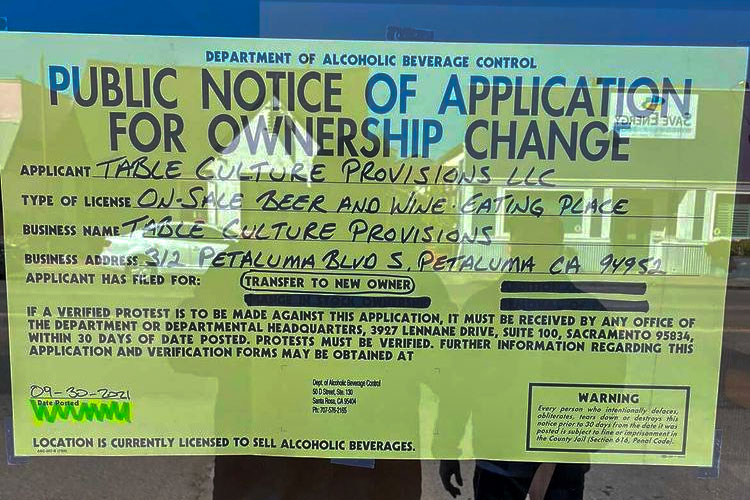 DEPARTMENT OF ALCOHOLIC BEVERAGE CONTROL
PUBLIC NOTICE OF APPLICATION
FOR OWNERSHIP CHANGE
SAVE ENERGY
APPLICANT TABLE CULTURE PROVISIONS LLC
TYPE OF LICENSE ON-SALE BEER AND WINE - EATING PLACE
BUSINESS NAME TABLE CULTURE PROVISIONS
BUSINESS ADDRESS 312 PETALUMA BLVD S, PETALUMA CA 94952
APPLICANT HAS FILED FOR: TRANSFER TO NEW OWNER
IF A VERIFIED PROTEST IS TO BE MADE AGAINST THIS APPLICATION, IT MUST BE RECEIVED BY ANY OFFICE OF
THE DEPARTMENT OR DEPARTMENTAL HEADQUARTERS, 3927 LENNANE DRIVE, SUITE 100, SACRAMENTO 95834,
WITHIN 30 DAYS OF DATE POSTED. PROTESTS MUST BE VERIFIED. FURTHER INFORMATION REGARDING THIS
APPLICATION AND VERIFICATION FORMS MAY BE OBTAINED AT
09-30-2021
Date Posted
Dept. of Alcoholic Beverage Control
50 D Street, Ste. 130
Santa Rosa, CA 95404
Ph: 707-576-2165
WARNING
Every person who intentionally defaces,
obliterates, tears down or destroys this
notice prior to 30 days from the date it was
posted is subject to fine or imprisonment in
the County Jail (Section 616, Penal Code).
LOCATION IS CURRENTLY LICENSED TO SELL ALCOHOLIC BEVERAGES.